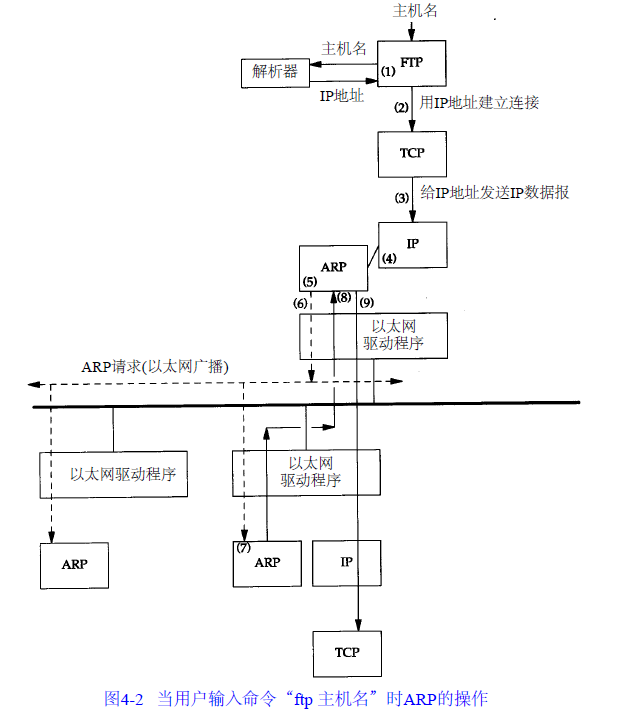 主机名
主机名
(1) FTP
解析器
IP地址
(2) 用IP地址建立连接
TCP
(3) 给IP地址发送IP数据报
IP
(4)
ARP
(5)
(6) (8) (9)
以太网
驱动程序
ARP请求(以太网广播)
以太网驱动程序
以太网
驱动程序
(7)
ARP
ARP
IP
TCP
图4-2 当用户输入命令“ftp 主机名”时ARP的操作